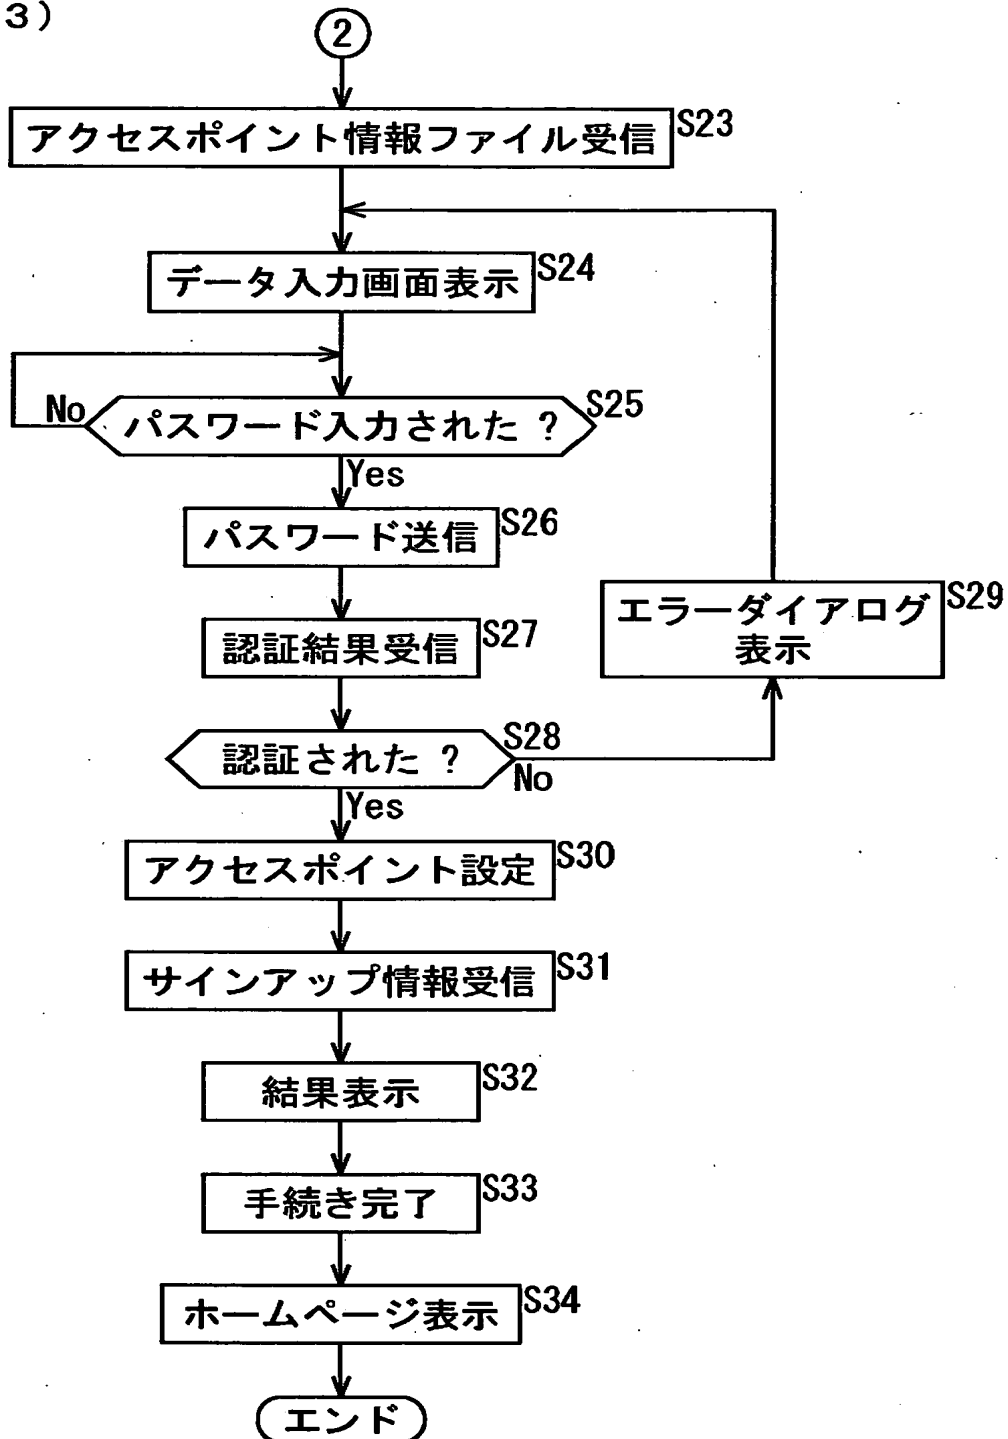 3）
2
アクセスポイント情報ファイル受信
S23
データ入力画面表示
S24
No
パスワード入力された ?
S25
Yes
パスワード送信
S26
エラーダイアログ
表示
S29
認証結果受信
S27
認証された ?
S28
No
Yes
アクセスポイント設定
S30
サインアップ情報受信
S31
結果表示
S32
手続き完了
S33
ホームページ表示
S34
エンド